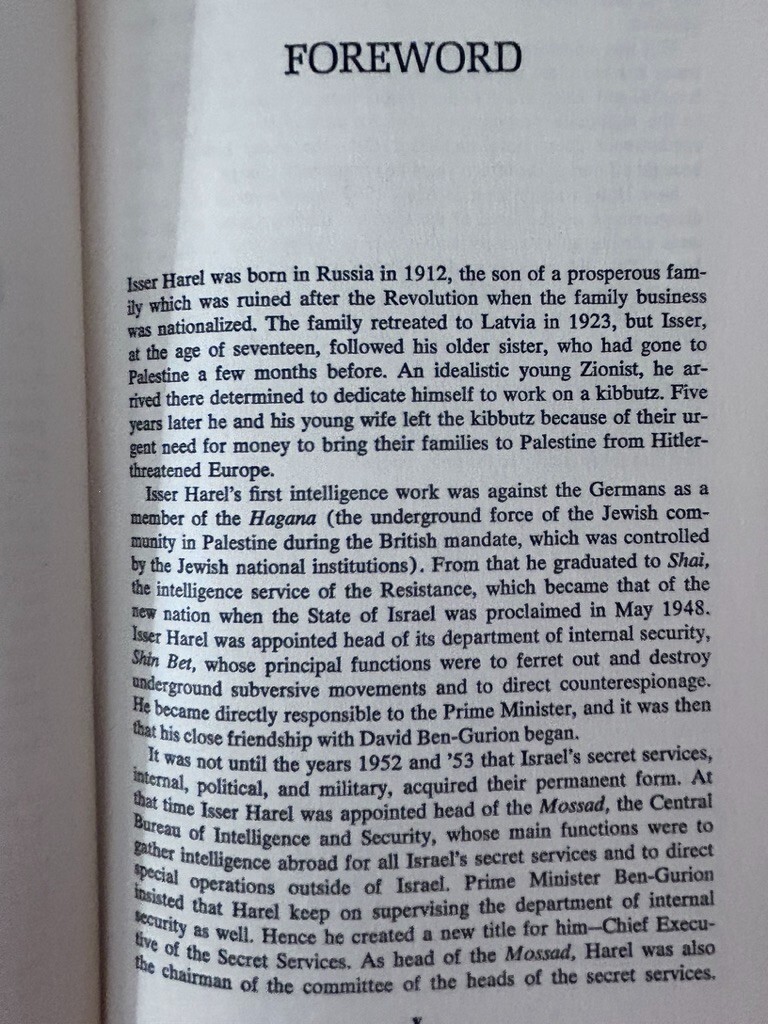 FOREWORD
Isser Harel was born in Russia in 1912, the son of a prosperous fam-
ily which was ruined after the Revolution when the family business
was nationalized. The family retreated to Latvia in 1923, but Isser,
at the age of seventeen, followed his older sister, who had gone to
Palestine a few months before. An idealistic young Zionist, he ar-
rived there determined to dedicate himself to work on a kibbutz. Five
years later he and his young wife left the kibbutz because of their ur-
gent need for money to bring their families to Palestine from Hitler-
threatened Europe.
Isser Harel's first intelligence work was against the Germans as a
member of the Hagana (the underground force of the Jewish com-
munity in Palestine during the British mandate, which was controlled
by the Jewish national institutions). From that he graduated to Shai,
the intelligence service of the Resistance, which became that of the
new nation when the State of Israel was proclaimed in May 1948.
Isser Harel was appointed head of its department of internal security,
Shin Bet, whose principal functions were to ferret out and destroy
underground subversive movements and to direct counterespionage.
He became directly responsible to the Prime Minister, and it was then
that his close friendship with David Ben-Gurion began.
It was not until the years 1952 and '53 that Israel's secret services,
internal, political, and military, acquired their permanent form. At
that time Isser Harel was appointed head of the Mossad, the Central
Bureau of Intelligence and Security, whose main functions were to
gather intelligence abroad for all Israel's secret services and to direct
special operations outside of Israel. Prime Minister Ben-Gurion
insisted that Harel keep on supervising the department of internal
security as well. Hence he created a new title for him—Chief Execu-
tive of the Secret Services. As head of the Mossad, Harel was also
the chairman of the committee of the heads of the secret services.
v